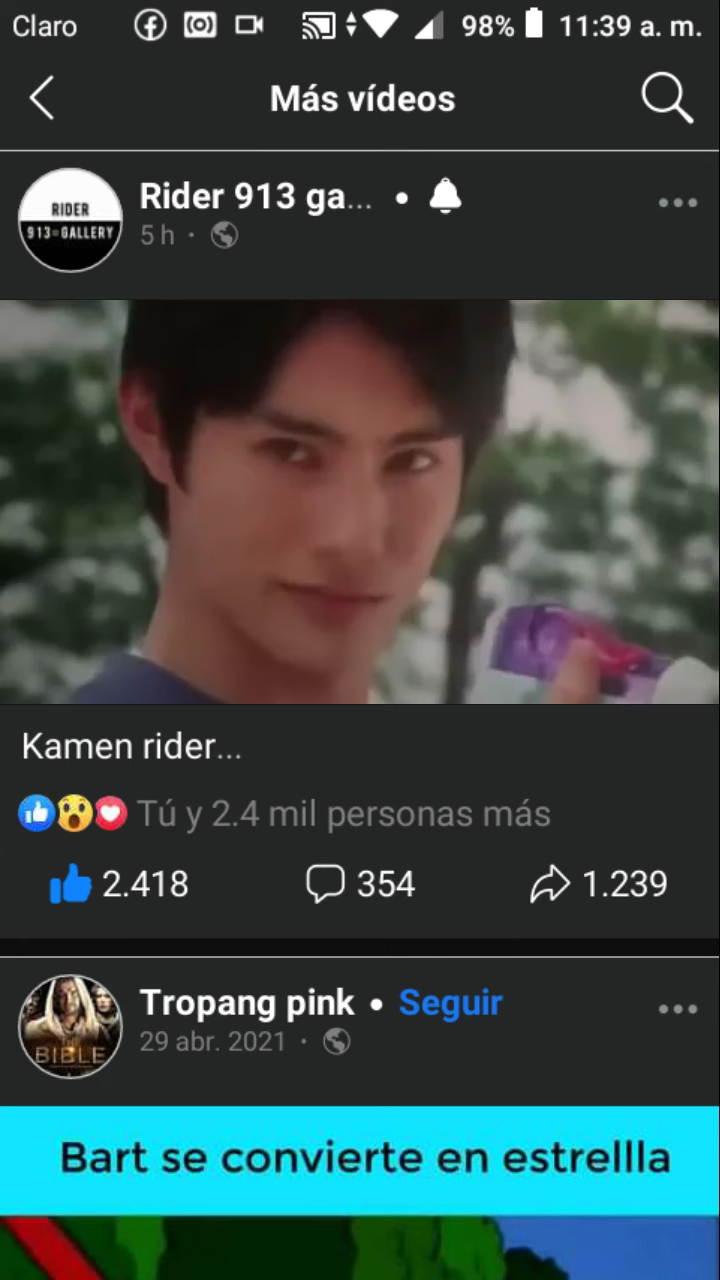 Claro 98% 11:39 a. m.
Más vídeos
RIDER
913=GALLERY
Rider 913 ga... •
5 h ·
Kamen rider...
Tú y 2.4 mil personas más
2.418 354 1.239
Tropang pink • Seguir
29 abr. 2021 ·
BIBLE
Bart se convierte en estrellla